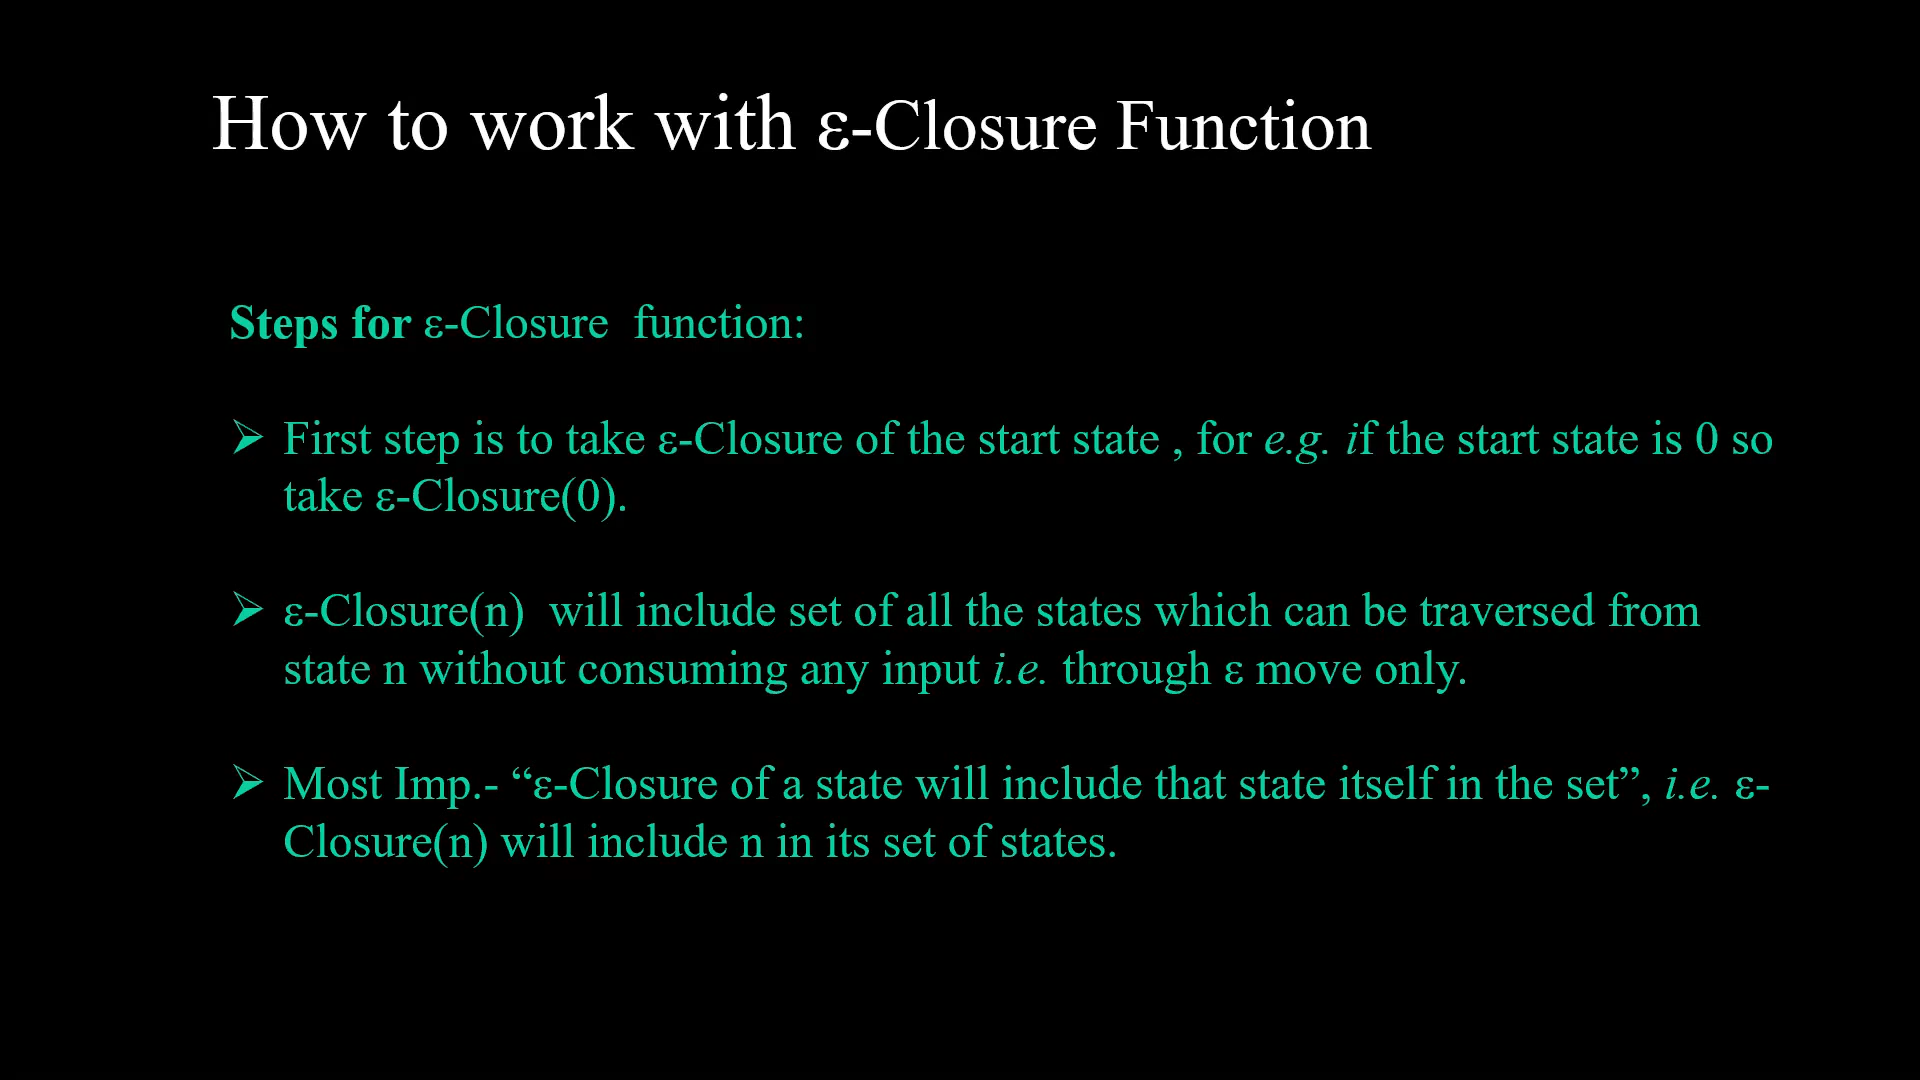 How to work with ε-Closure Function
Steps for ε-Closure  function:
➢ First step is to take ε-Closure of the start state , for e.g. if the start state is 0 so
take ε-Closure(0).
➢ ε-Closure(n)  will include set of all the states which can be traversed from
state n without consuming any input i.e. through ε move only.
➢ Most Imp.- “ε-Closure of a state will include that state itself in the set”, i.e. ε-
Closure(n) will include n in its set of states.